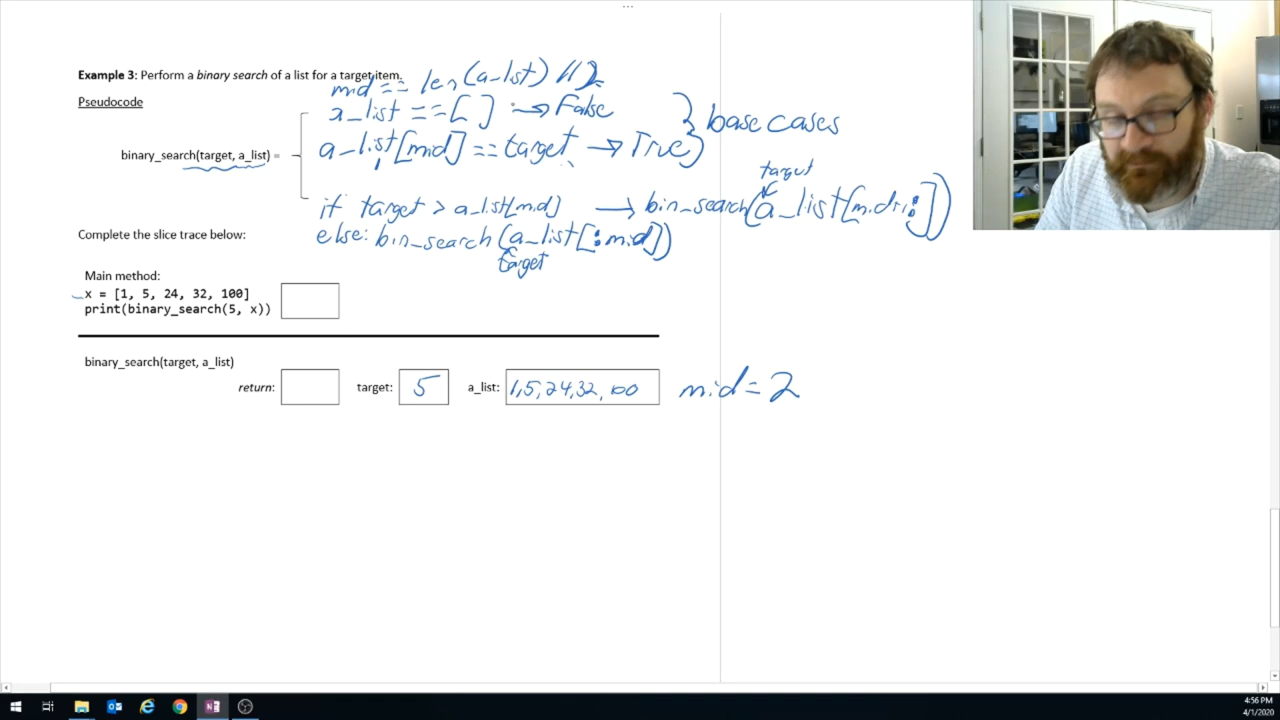 Example 3: Perform a binary search of a list for a target item.
mid == len(a_list)//2
Pseudocode
a_list == [ ] → False
base cases
binary_search(target, a_list) =
a_list[mid] == target → True
target
if target > a_list[mid] → bin_search(a_list[mid+1:])
Complete the slice trace below:
else: bin_search(a_list[:mid])
target
Main method:
x = [1, 5, 24, 32, 100]
print(binary_search(5, x))
binary_search(target, a_list)
return: target: 5 a_list: 1,5,24,32,100 mid=2
4:56 PM
4/1/2020